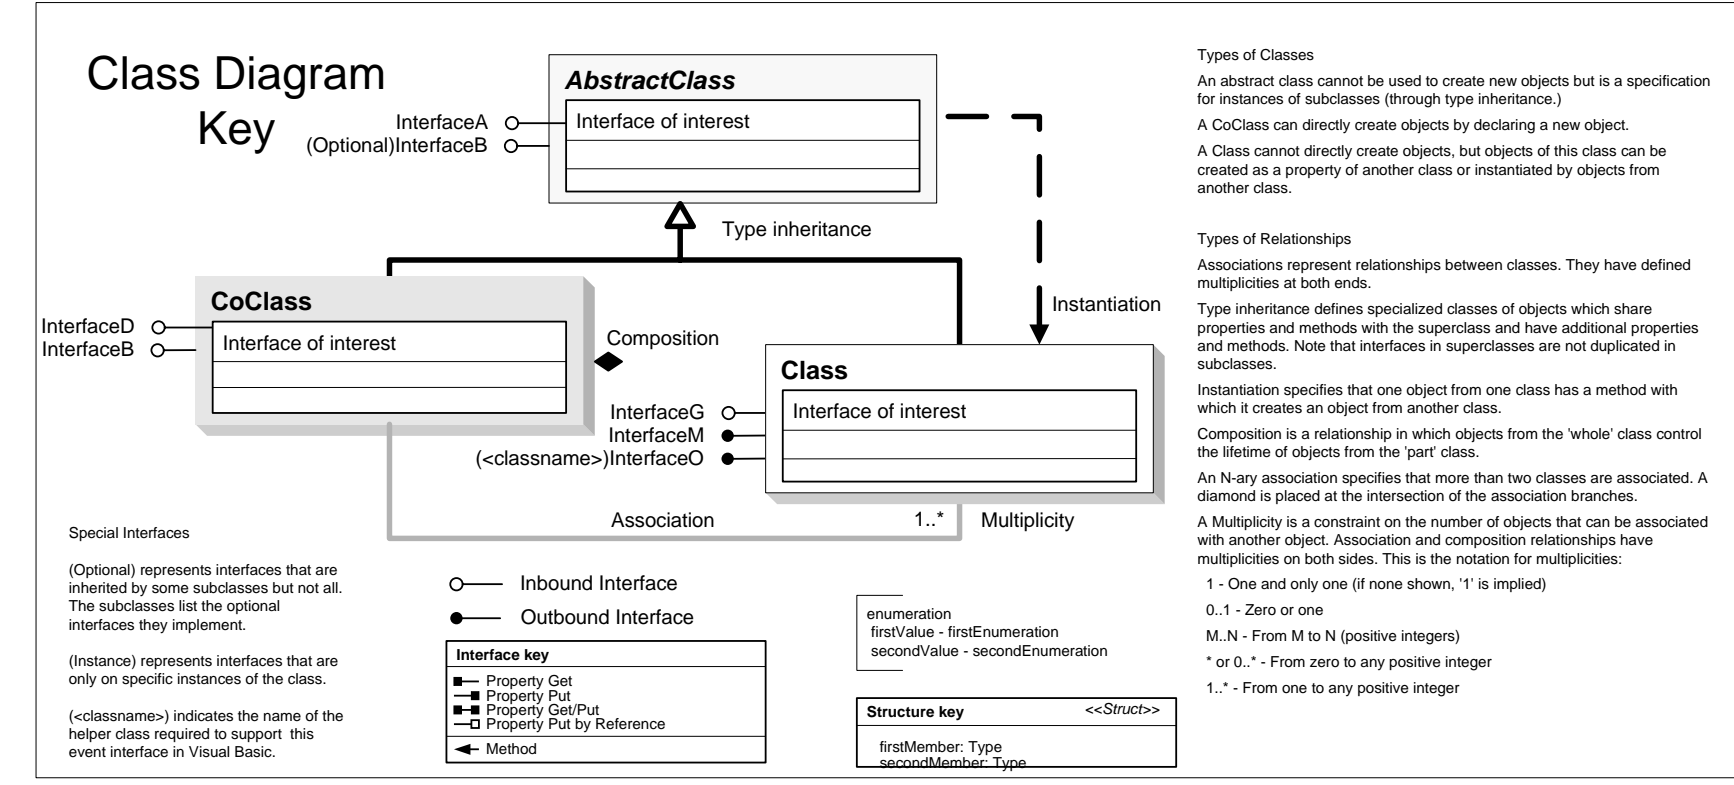 Class Diagram
Key
AbstractClass
Interface of interest
InterfaceA
(Optional)InterfaceB
Type inheritance
CoClass
Interface of interest
InterfaceD
InterfaceB
Composition
Instantiation
Class
Interface of interest
InterfaceG
InterfaceM
(<classname>)InterfaceO
Association
1..*
Multiplicity
Special Interfaces
(Optional) represents interfaces that are
inherited by some subclasses but not all.
The subclasses list the optional
interfaces they implement.
(Instance) represents interfaces that are
only on specific instances of the class.
(<classname>) indicates the name of the
helper class required to support this
event interface in Visual Basic.
Inbound Interface
Outbound Interface
Interface key
Property Get
Property Put
Property Get/Put
Property Put by Reference
Method
enumeration
firstValue - firstEnumeration
secondValue - secondEnumeration
Structure key
<<Struct>>
firstMember: Type
secondMember: Type
Types of Classes
An abstract class cannot be used to create new objects but is a specification
for instances of subclasses (through type inheritance.)
A CoClass can directly create objects by declaring a new object.
A Class cannot directly create objects, but objects of this class can be
created as a property of another class or instantiated by objects from
another class.
Types of Relationships
Associations represent relationships between classes. They have defined
multiplicities at both ends.
Type inheritance defines specialized classes of objects which share
properties and methods with the superclass and have additional properties
and methods. Note that interfaces in superclasses are not duplicated in
subclasses.
Instantiation specifies that one object from one class has a method with
which it creates an object from another class.
Composition is a relationship in which objects from the 'whole' class control
the lifetime of objects from the 'part' class.
An N-ary association specifies that more than two classes are associated. A
diamond is placed at the intersection of the association branches.
A Multiplicity is a constraint on the number of objects that can be associated
with another object. Association and composition relationships have
multiplicities on both sides. This is the notation for multiplicities:
1 - One and only one (if none shown, '1' is implied)
0..1 - Zero or one
M..N - From M to N (positive integers)
* or 0..* - From zero to any positive integer
1..* - From one to any positive integer